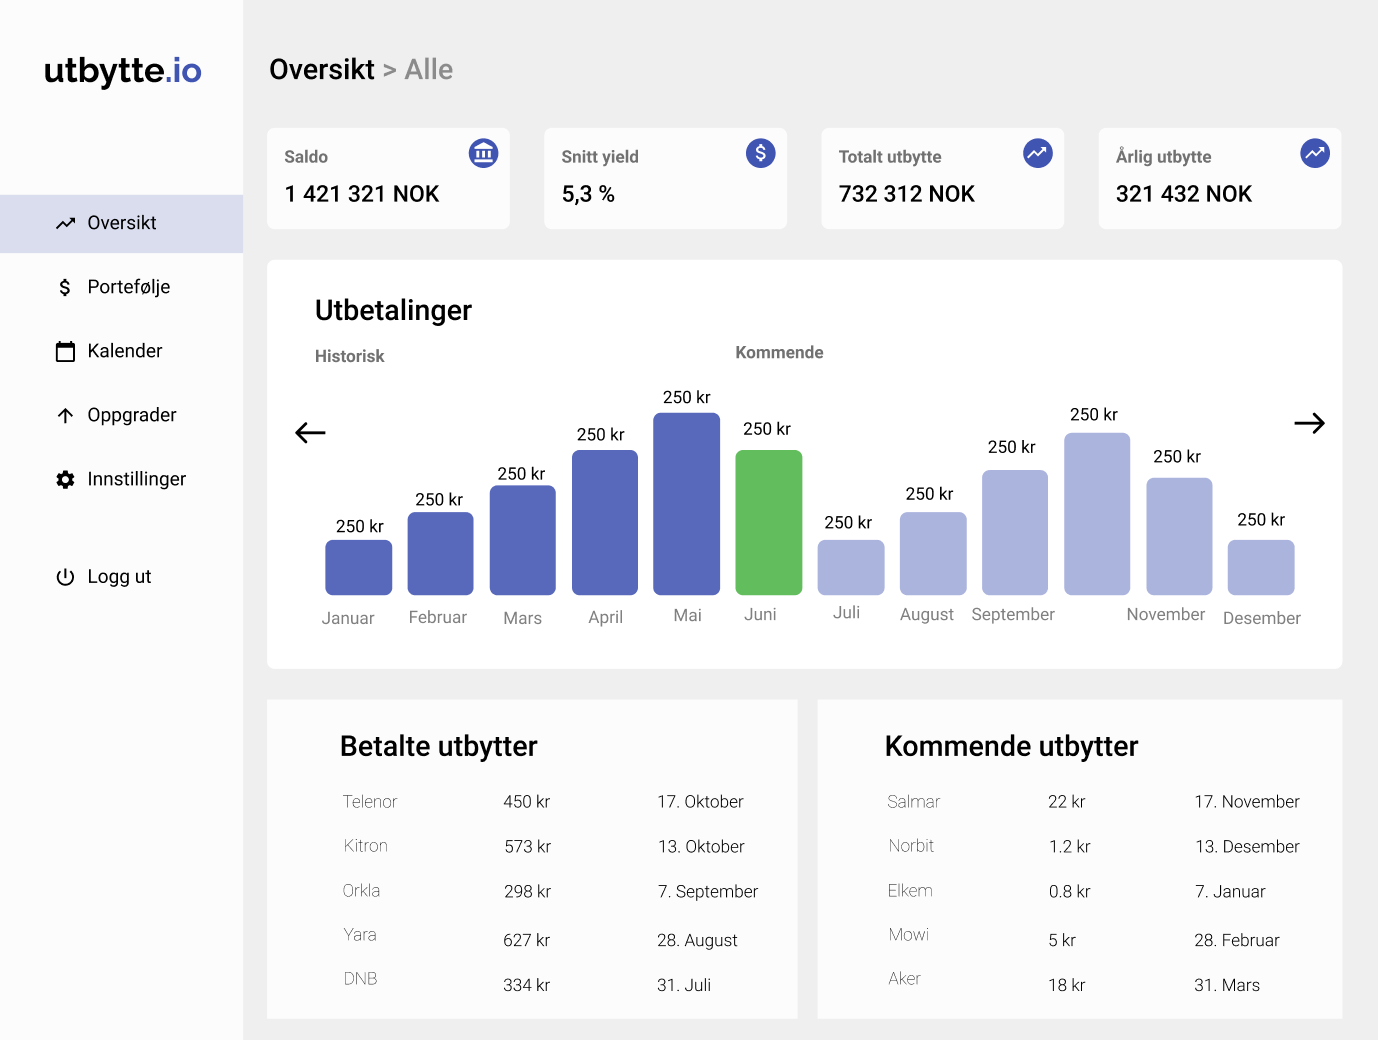 utbytte.io
Oversikt > Alle
Oversikt
Portefølje
Kalender
Oppgrader
Innstillinger
Logg ut
Saldo
1 421 321 NOK
Snitt yield
5,3 %
Totalt utbytte
732 312 NOK
Årlig utbytte
321 432 NOK
Utbetalinger
Historisk
Kommende
250 kr
250 kr
250 kr
250 kr
250 kr
250 kr
250 kr
250 kr
250 kr
250 kr
250 kr
250 kr
Januar
Februar
Mars
April
Mai
Juni
Juli
August
September
November
Desember
Betalte utbytter
Telenor 450 kr 17. Oktober
Kitron 573 kr 13. Oktober
Orkla 298 kr 7. September
Yara 627 kr 28. August
DNB 334 kr 31. Juli
Kommende utbytter
Salmar 22 kr 17. November
Norbit 1.2 kr 13. Desember
Elkem 0.8 kr 7. Januar
Mowi 5 kr 28. Februar
Aker 18 kr 31. Mars